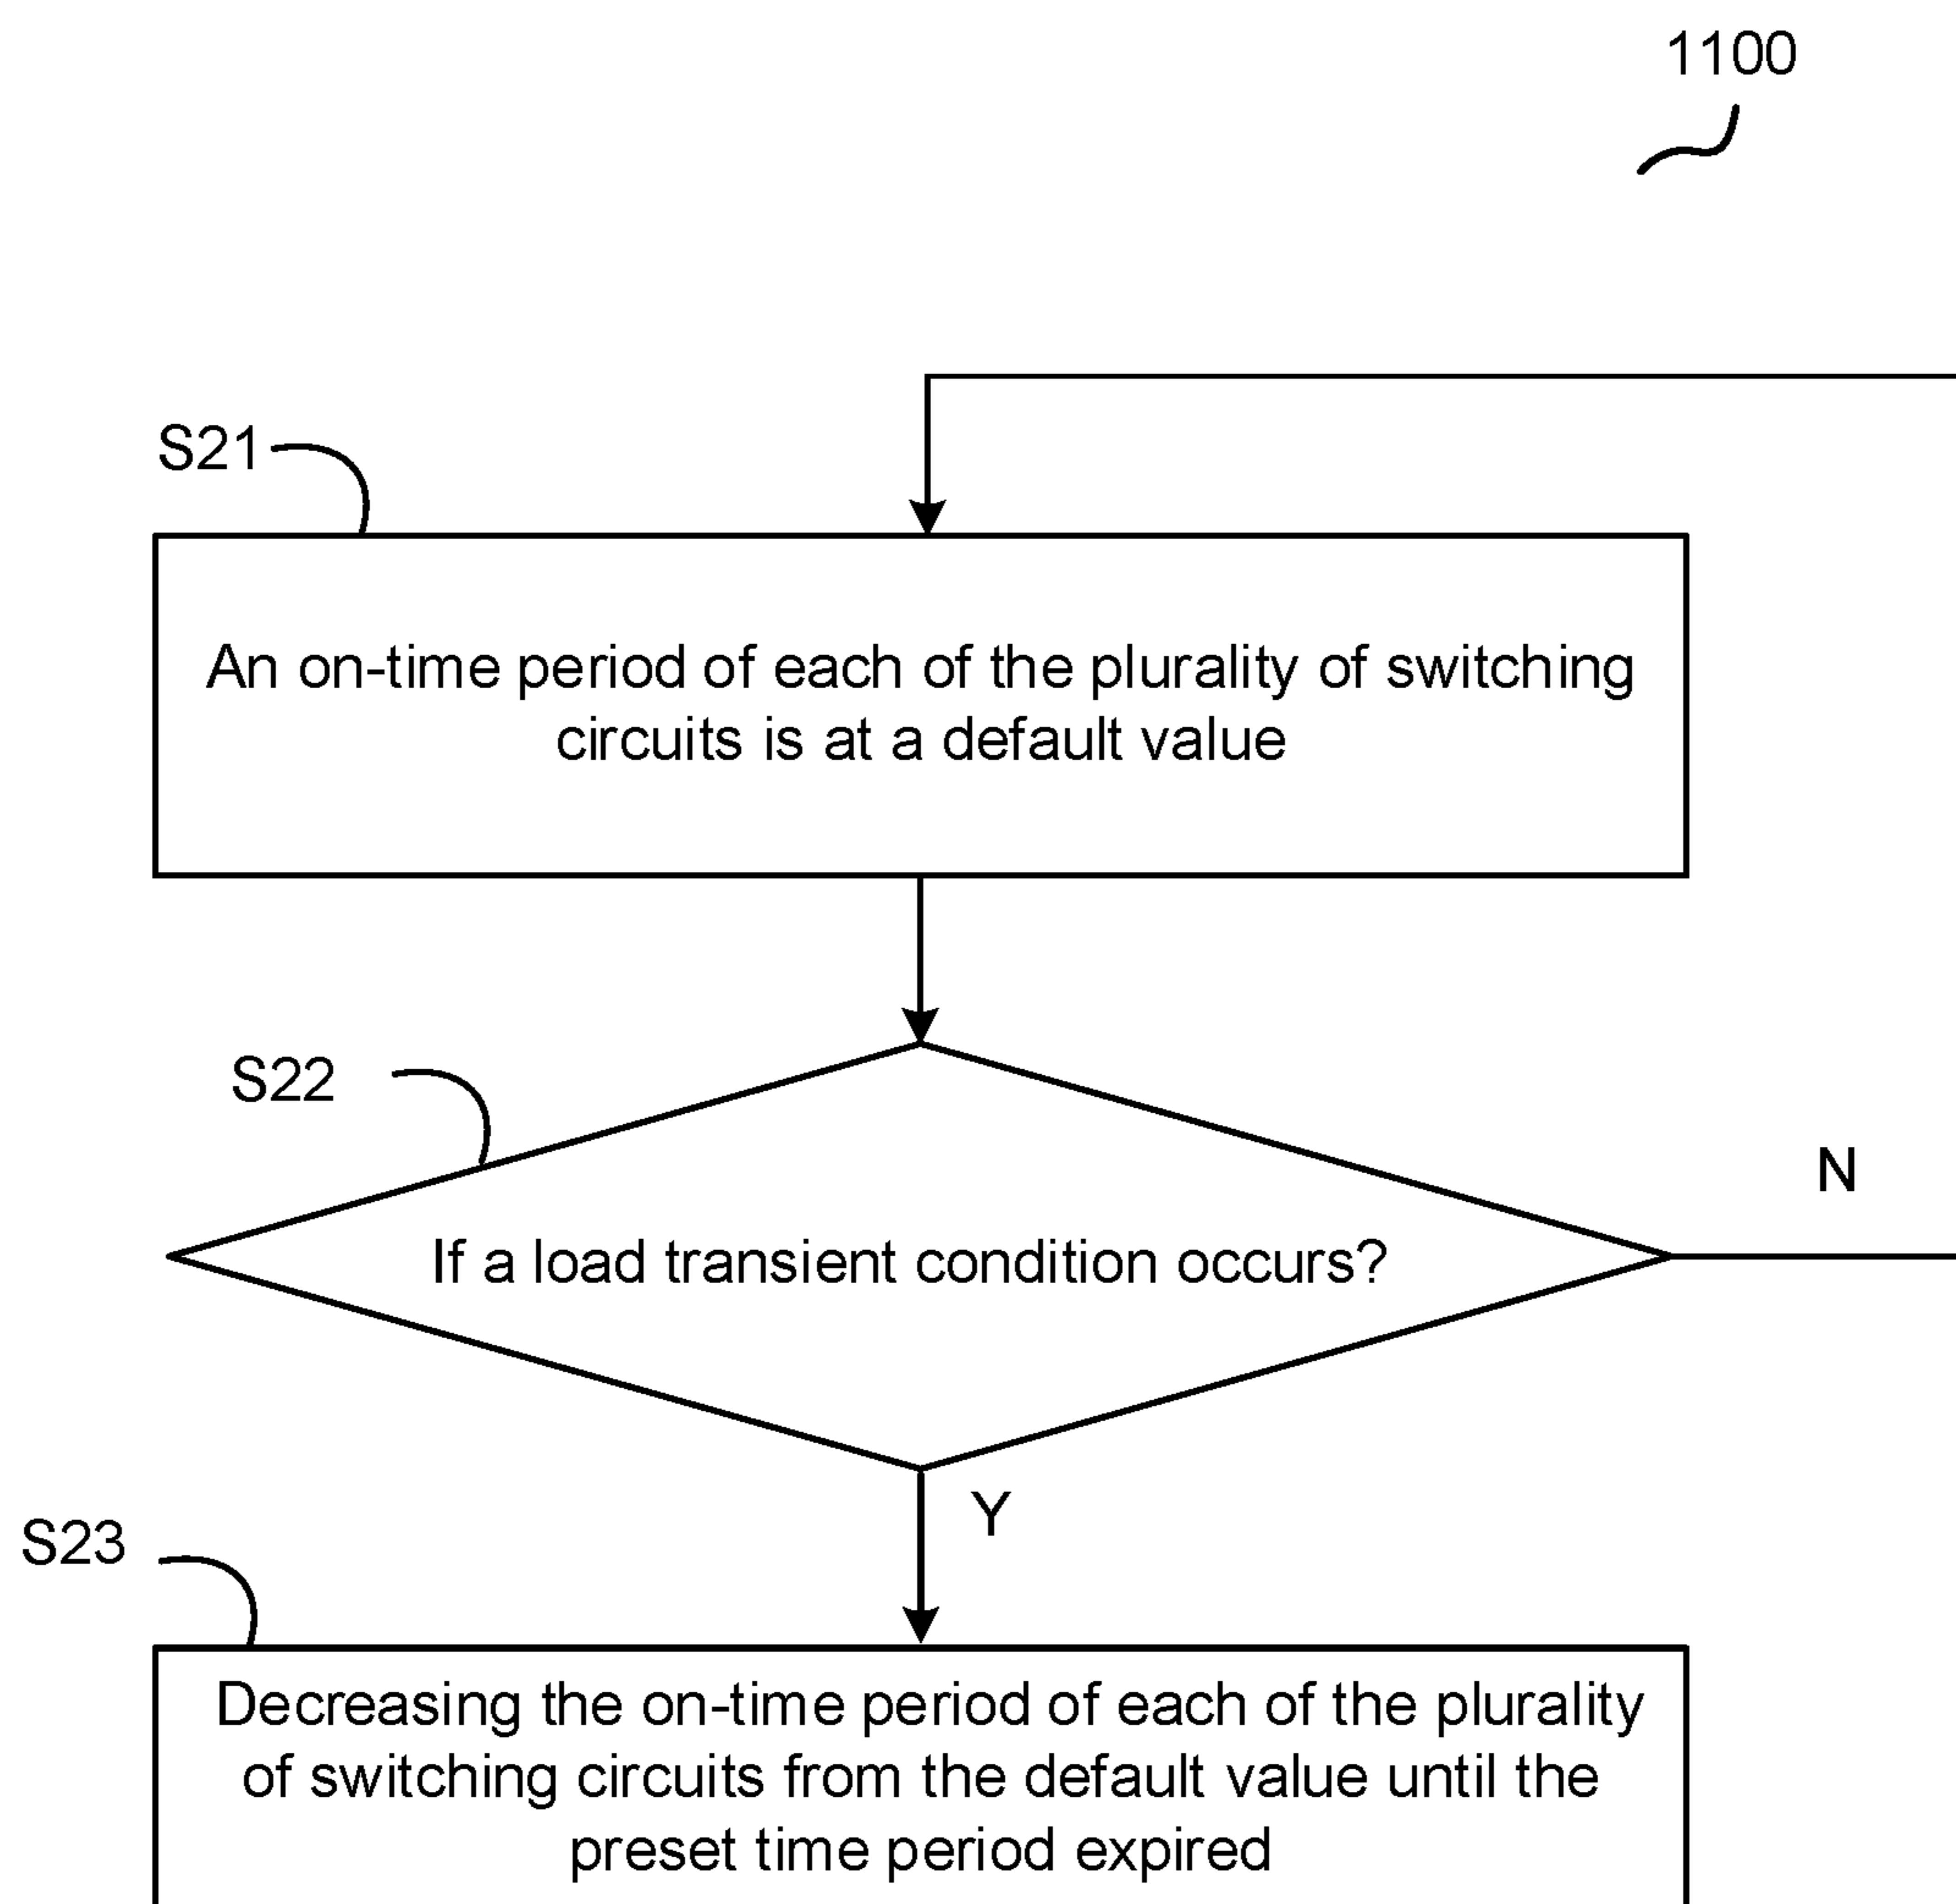 1100
S21
An on-time period of each of the plurality of switching
circuits is at a default value
S22
N
If a load transient condition occurs?
Y
S23
Decreasing the on-time period of each of the plurality
of switching circuits from the default value until the
preset time period expired